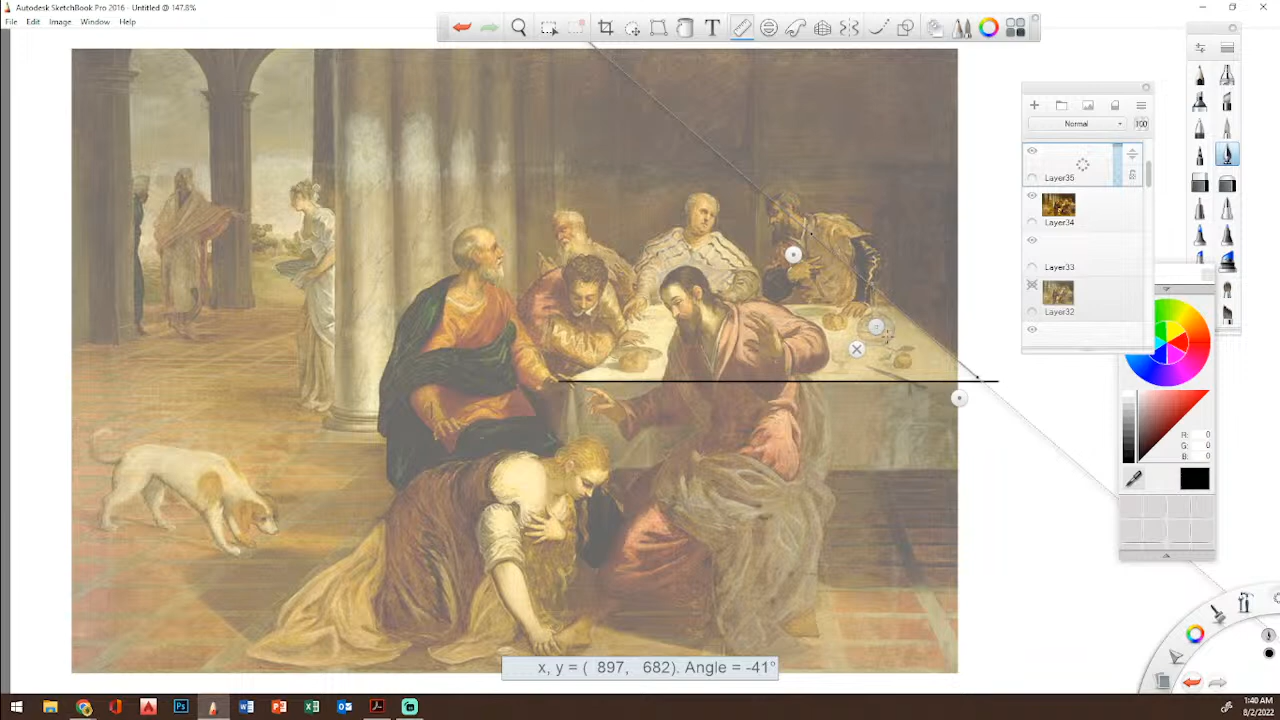 Autodesk SketchBook Pro 2016 - Untitled @ 147.8%
File Edit Image Window Help
T
Normal 100
Layer35
Layer34
Layer33
Layer32
R: 0
G: 0
B: 0
x, y = ( 897, 682). Angle = -41°
Ps
1:40 AM
8/2/2022